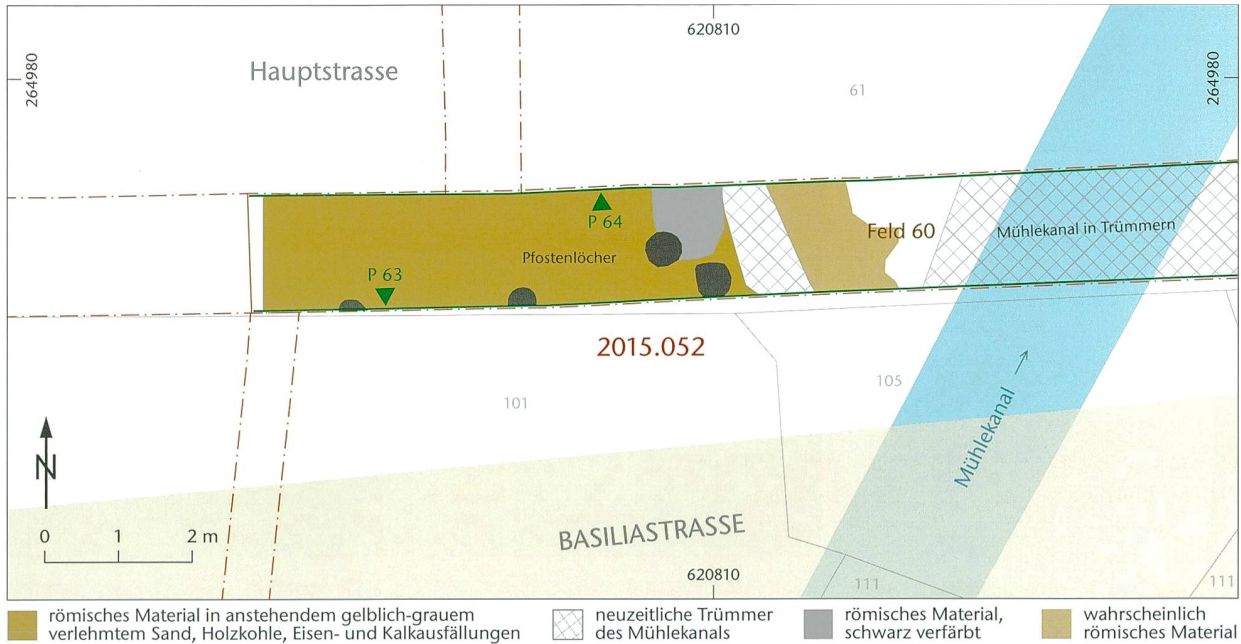 620810
264980
264980
Hauptstrasse
61
P 64
Feld 60
Mühlekanal in Trümmern
Pfostenlöcher
P 63
2015.052
105
101
Mühlekanal
N
0 1 2 m
BASILIASTRASSE
620810
111
111
römisches Material in anstehendem gelblich-grauem
verlehmtem Sand, Holzkohle, Eisen- und Kalkausfällungen
neuzeitliche Trümmer
des Mühlekanals
römisches Material,
schwarz verfärbt
wahrscheinlich
römisches Material